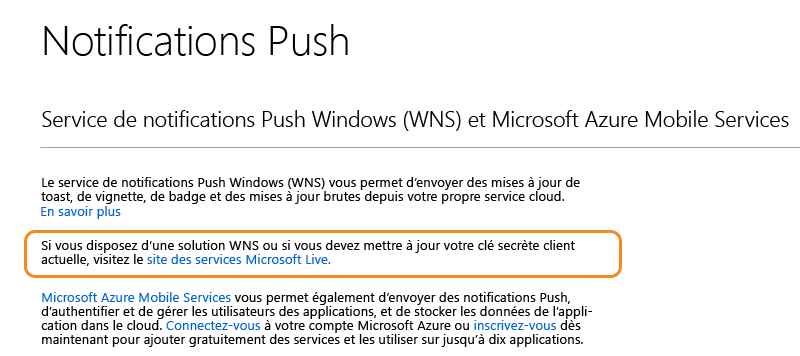 Notifications Push
Service de notifications Push Windows (WNS) et Microsoft Azure Mobile Services
Le service de notifications Push Windows (WNS) vous permet d'envoyer des mises à jour de
toast, de vignette, de badge et des mises à jour brutes depuis votre propre service cloud.
En savoir plus
Si vous disposez d'une solution WNS ou si vous devez mettre à jour votre clé secrète client
actuelle, visitez le site des services Microsoft Live.
Microsoft Azure Mobile Services vous permet également d'envoyer des notifications Push,
d'authentifier et de gérer les utilisateurs des applications, et de stocker les données de l'appli-
cation dans le cloud. Connectez-vous à votre compte Microsoft Azure ou inscrivez-vous dès
maintenant pour ajouter gratuitement des services et les utiliser sur jusqu'à dix applications.